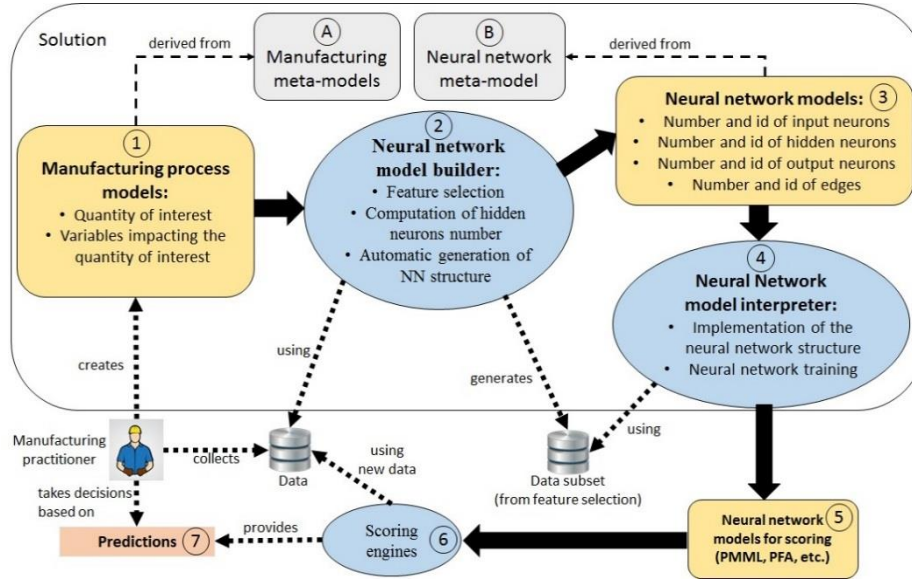 Solution
derived from
A
Manufacturing
meta-models
B
Neural network
meta-model
derived from
1
Manufacturing process
models:
• Quantity of interest
• Variables impacting the
quantity of interest
2
Neural network
model builder:
• Feature selection
• Computation of hidden
neurons number
• Automatic generation of
NN structure
Neural network models: 3
• Number and id of input neurons
• Number and id of hidden neurons
• Number and id of output neurons
• Number and id of edges
4
Neural Network
model interpreter:
• Implementation of the
neural network structure
• Neural network training
creates
using
generates
using
Manufacturing
practitioner
collects
Data
using
new data
Data subset
(from feature selection)
takes decisions
based on
Predictions 7
provides
Scoring
engines
6
Neural network 5
models for scoring
(PMML, PFA, etc.)